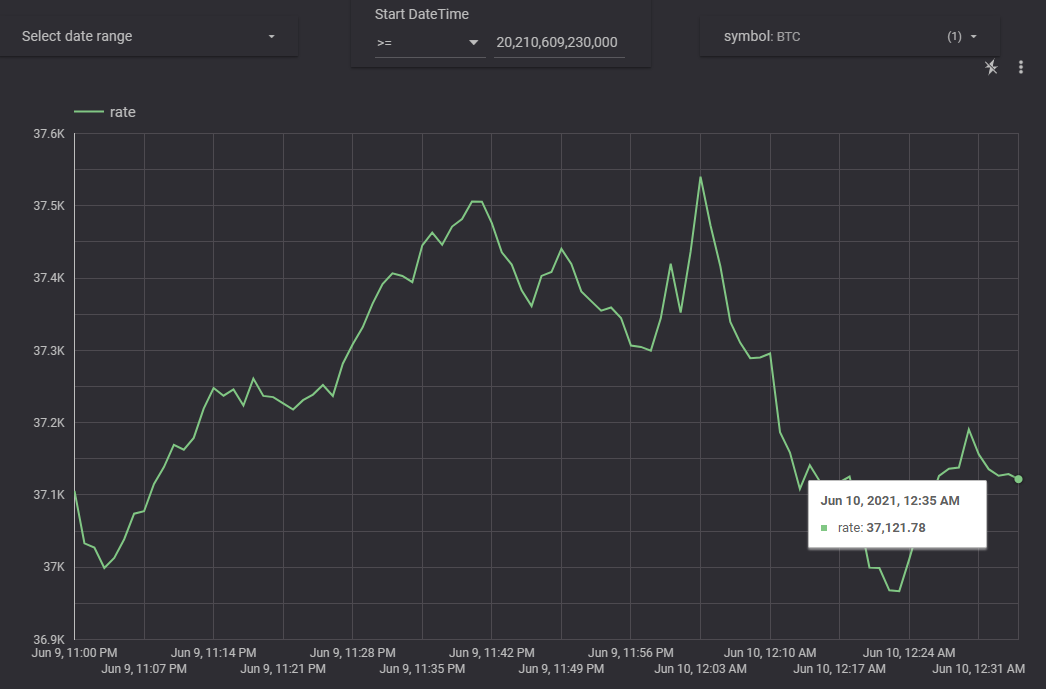 Start DateTime
Select date range
>=
20,210,609,230,000
symbol: BTC
(1)
rate
37.6K
37.5K
37.4K
37.3K
37.2K
37.1K
37K
36.9K
Jun 10, 2021, 12:35 AM
rate: 37,121.78
Jun 9, 11:00 PM
Jun 9, 11:14 PM
Jun 9, 11:28 PM
Jun 9, 11:42 PM
Jun 9, 11:56 PM
Jun 10, 12:10 AM
Jun 10, 12:24 AM
Jun 9, 11:07 PM
Jun 9, 11:21 PM
Jun 9, 11:35 PM
Jun 9, 11:49 PM
Jun 10, 12:03 AM
Jun 10, 12:17 AM
Jun 10, 12:31 AM